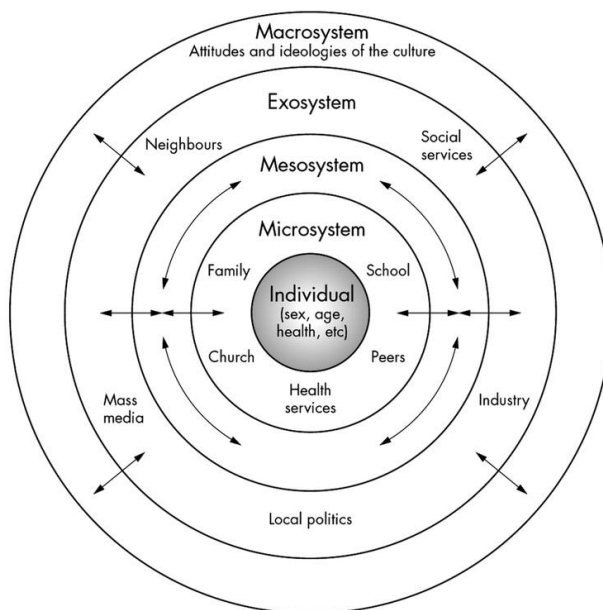 Macrosystem
Attitudes and ideologies of the culture
Exosystem
Neighbours
Social
services
Mesosystem
Microsystem
Family
School
Individual
(sex, age,
health, etc)
Church
Peers
Health
services
Mass
media
Industry
Local politics